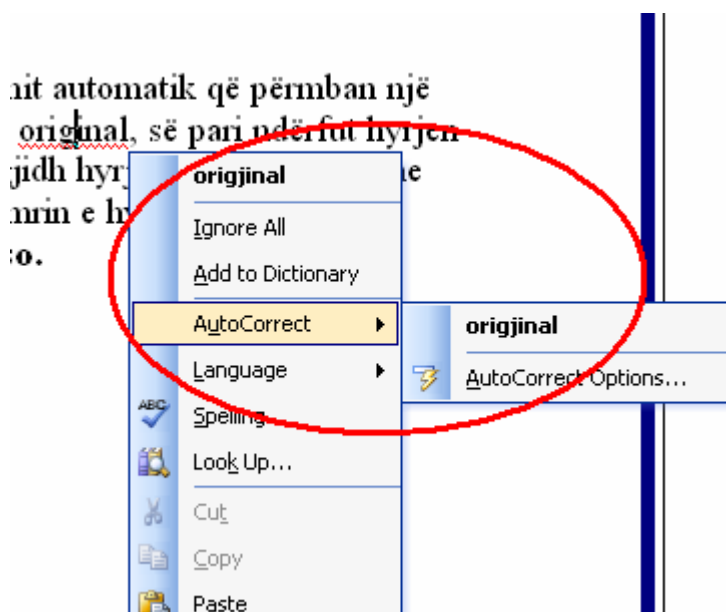 automatik që përmban një
original, së pari ndërfut hyrjen
origjinal
Ignore All
Add to Dictionary
AutoCorrect
origjinal
Language
AutoCorrect Options...
Spelling...
Look Up...
Cut
Copy
Paste